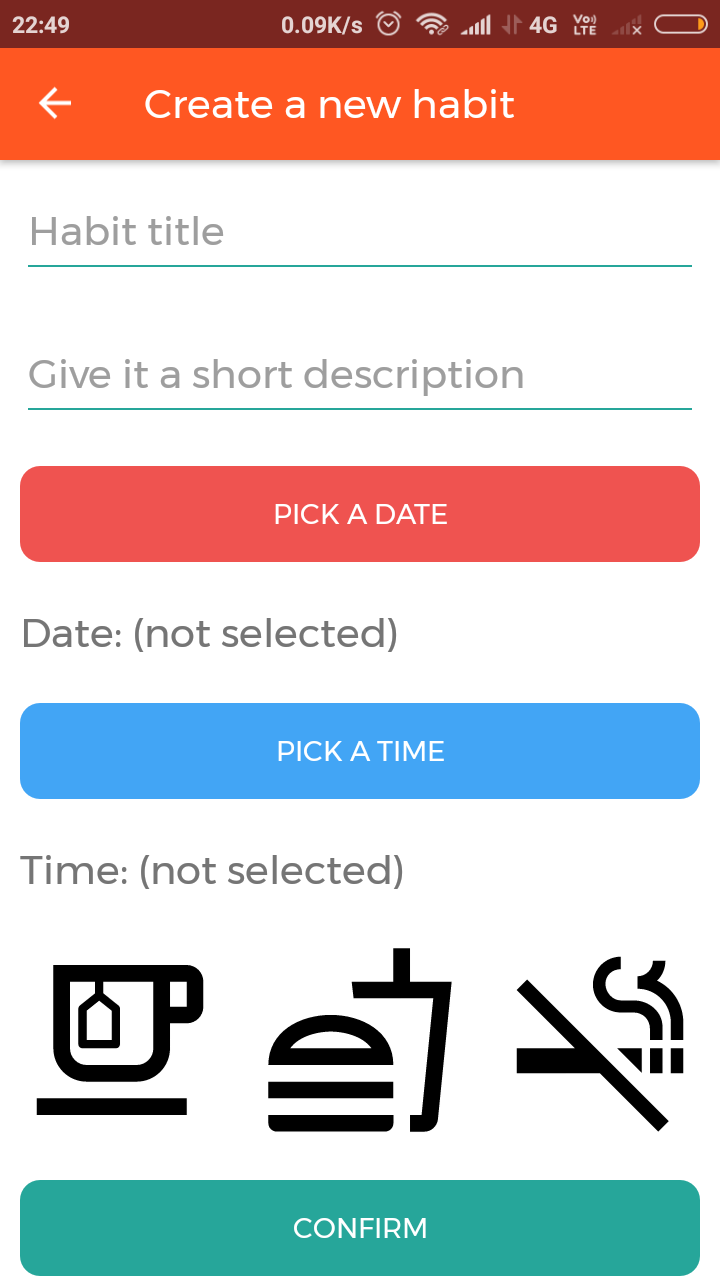 22:49 0.09K/s 4G Vo)) LTE
Create a new habit
Habit title
Give it a short description
PICK A DATE
Date: (not selected)
PICK A TIME
Time: (not selected)
CONFIRM